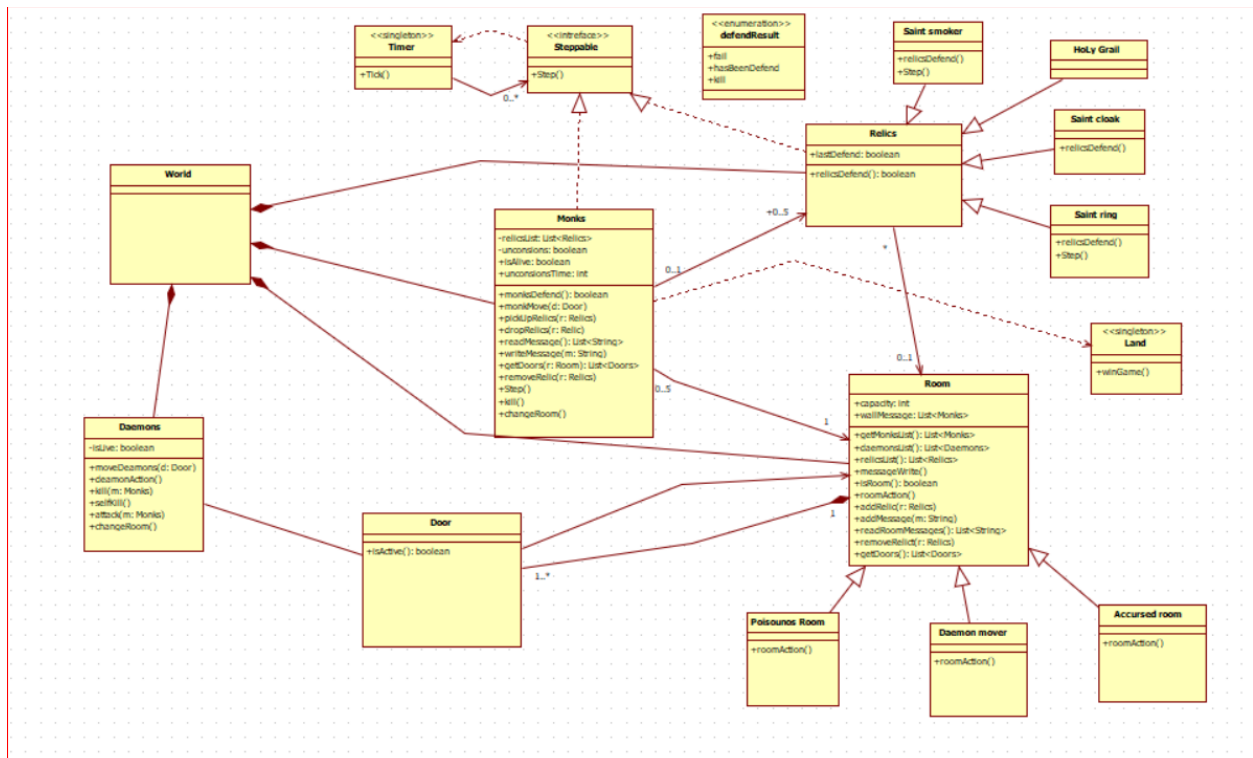 <<singleton>>
Timer
+Tick()
<<intreface>>
Steppable
+Step()
0..*
<<enumeration>>
defendResult
+fail
+hasBeenDefend
+kill
Saint smoker
+relicsDefend()
+Step()
HoLy Grail
Saint cloak
+relicsDefend()
Saint ring
+relicsDefend()
+Step()
Relics
+lastDefend: boolean
+relicsDefend(): boolean
World
Monks
-relicsList: List<Relics>
-unconsions: boolean
+isAlive: boolean
+unconsionsTime: int
+monksDefend(): boolean
+monkMove(d: Door)
+pickUpRelics(r: Relics)
+dropRelics(r: Relic)
+readMessage(): List<String>
+writeMessage(m: String)
+getDoors(r: Room): List<Doors>
+removeRelic(r: Relics)
+Step()
+kill()
+changeRoom()
+0..5
0..1
*
0..1
0..5
1
<<singleton>>
Land
+winGame()
Room
+capacity: int
+wallMessage: List<Monks>
+getMonksList(): List<Monks>
+daemonsList(): List<Daemons>
+relicsList(): List<Relics>
+messageWrite()
+isRoom(): boolean
+roomAction()
+addRelic(r: Relics)
+addMessage(m: String)
+readRoomMessages(): List<String>
+removeRelict(r: Relics)
+getDoors(): List<Doors>
Daemons
-isLive: boolean
+moveDeamons(d: Door)
+deamonAction()
+kill(m: Monks)
+selfKill()
+attack(m: Monks)
+changeRoom()
Door
+isActive(): boolean
1
1..*
Poisounos Room
+roomAction()
Daemon mover
+roomAction()
Accursed room
+roomAction()